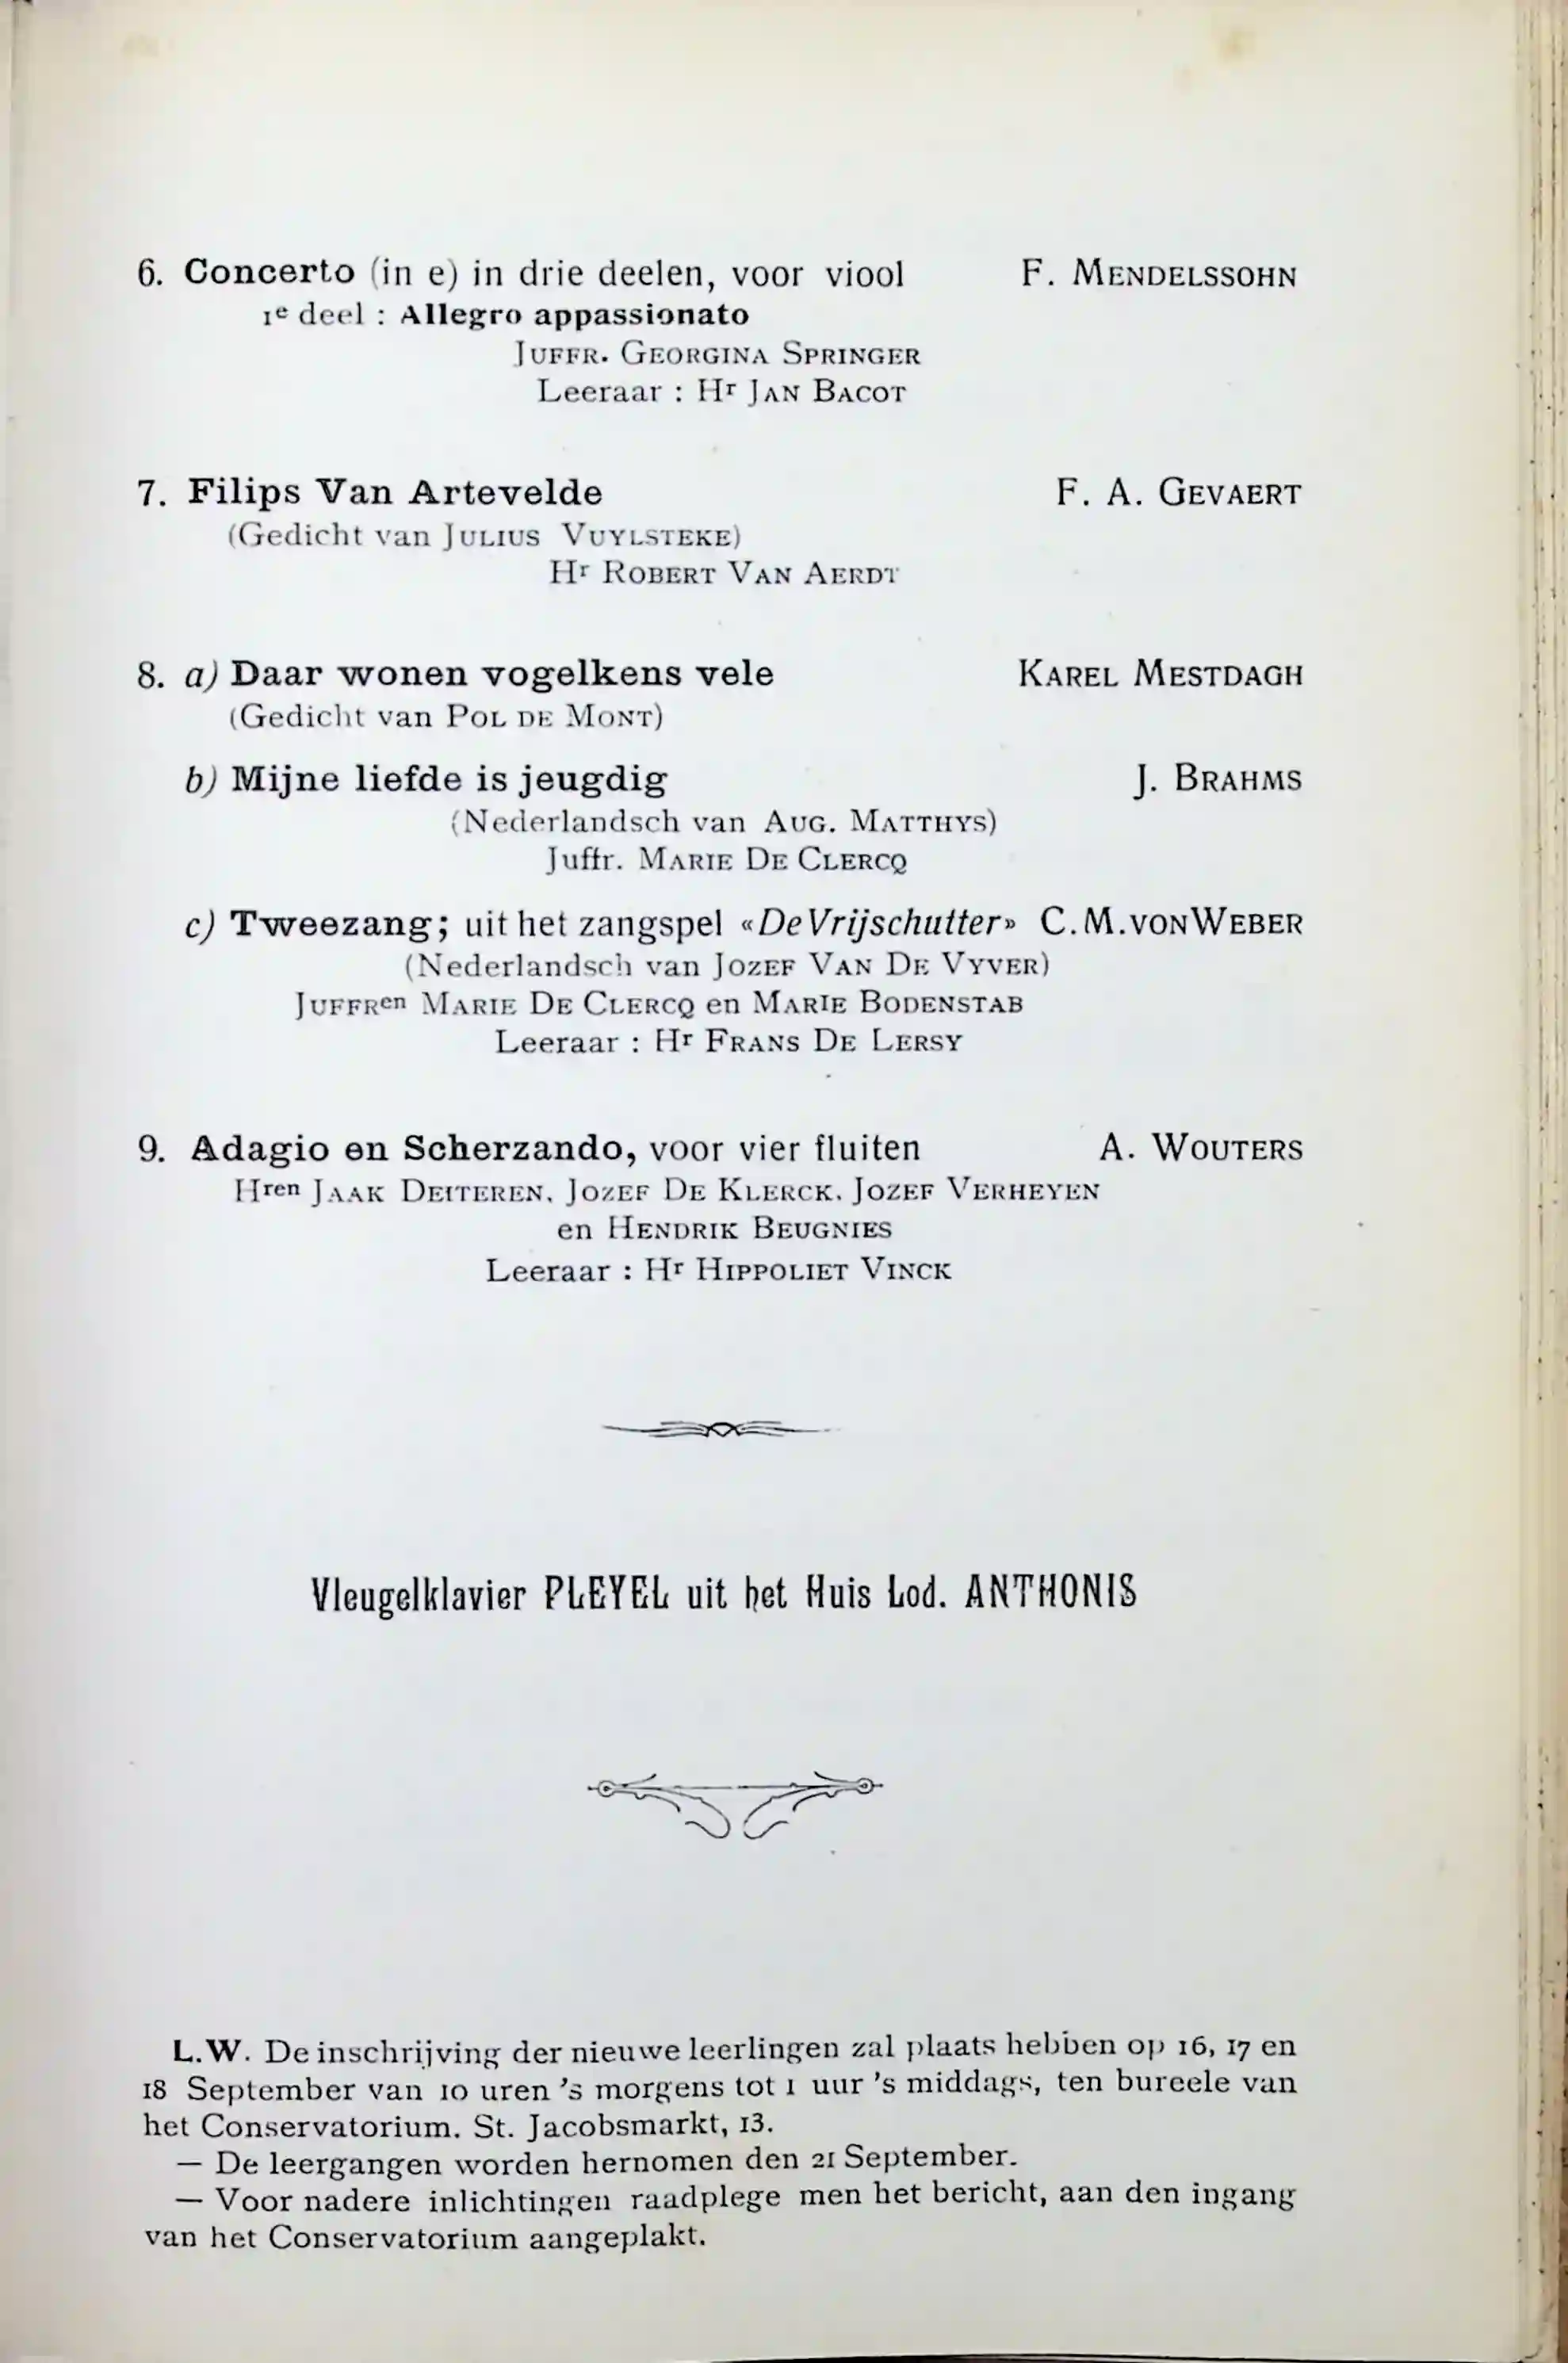 6. Concerto (in e) in drie deelen, voor viool F. MENDELSSOHN
1e deel : Allegro appassionato
JUFFR. GEORGINA SPRINGER
Leeraar : Hr JAN BACOT
7. Filips Van Artevelde F. A. GEVAERT
(Gedicht van JULIUS VUYLSTEKE)
Hr ROBERT VAN AERDT
8. a) Daar wonen vogelkens vele KAREL MESTDAGH
(Gedicht van POL DE MONT)
b) Mijne liefde is jeugdig J. BRAHMS
(Nederlandsch van AUG. MATTHYS)
Juffr. MARIE DE CLERCQ
c) Tweezang; uit het zangspel «De Vrijschutter» C. M. VON WEBER
(Nederlandsch van JOZEF VAN DE VYVER)
JUFFRen MARIE DE CLERCQ en MARIE BODENSTAB
Leeraar : Hr FRANS DE LERSY
9. Adagio en Scherzando, voor vier fluiten A. WOUTERS
Hren JAAK DEITEREN, JOZEF DE KLERCK, JOZEF VERHEYEN
en HENDRIK BEUGNIES
Leeraar : Hr HIPPOLIET VINCK
Vleugelklavier PLEYEL uit het Huis Lod. ANTHONIS
L.W. De inschrijving der nieuwe leerlingen zal plaats hebben op 16, 17 en
18 September van 10 uren 's morgens tot 1 uur 's middags, ten bureele van
het Conservatorium. St. Jacobsmarkt, 13.
— De leergangen worden hernomen den 21 September.
— Voor nadere inlichtingen raadplege men het bericht, aan den ingang
van het Conservatorium aangeplakt.